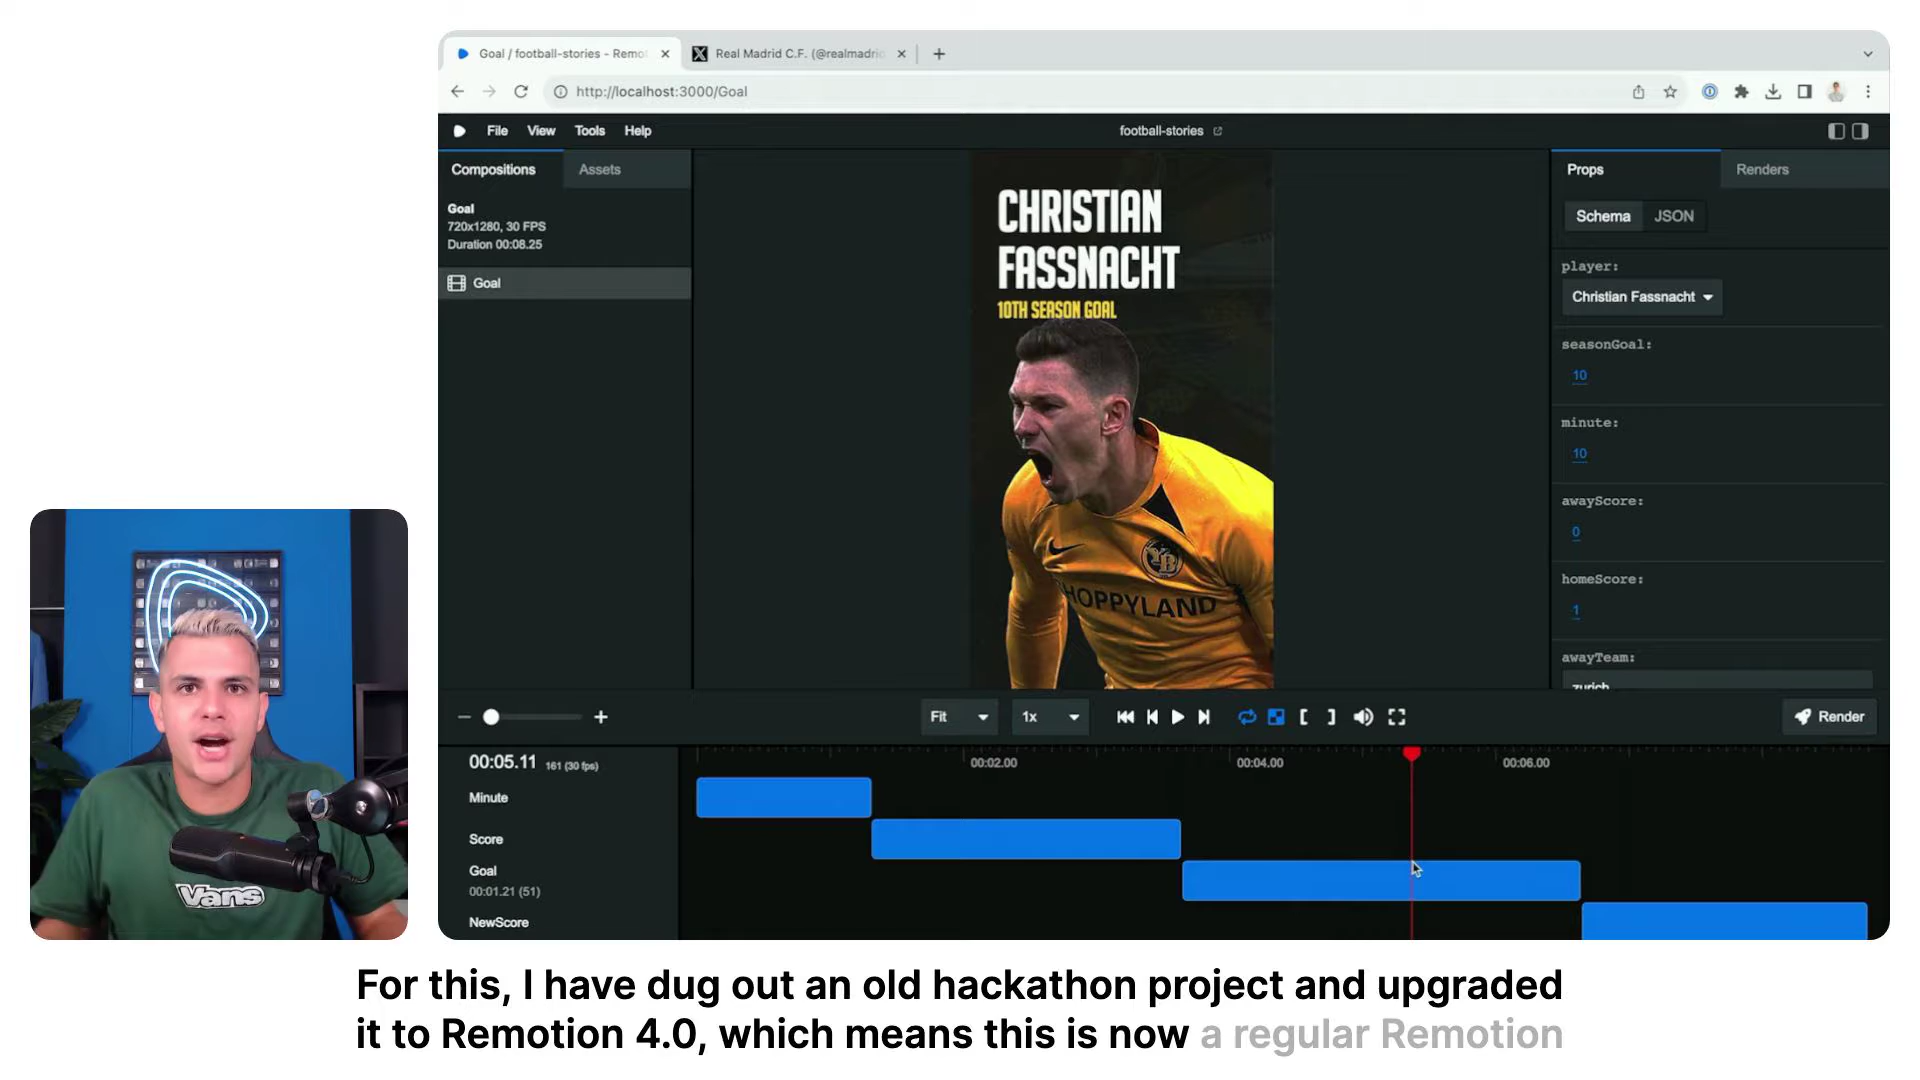 Goal / football-stories - Remo
Real Madrid C.F. (@realmadri
http://localhost:3000/Goal
File View Tools Help
football-stories
Compositions Assets
Goal
720x1280, 30 FPS
Duration 00:08.25
Goal
CHRISTIAN
FASSNACHT
10TH SEASON GOAL
YB
HOPPYLAND
Props Renders
Schema JSON
player:
Christian Fassnacht
seasonGoal:
10
minute:
10
awayScore:
0
homeScore:
1
awayTeam:
zurich
Fit 1x
Render
00:05.11 161 (30 fps)
00:02.00 00:04.00 00:06.00
Minute
Score
Goal
00:01.21 (51)
NewScore
Vans
For this, I have dug out an old hackathon project and upgraded
it to Remotion 4.0, which means this is now a regular Remotion